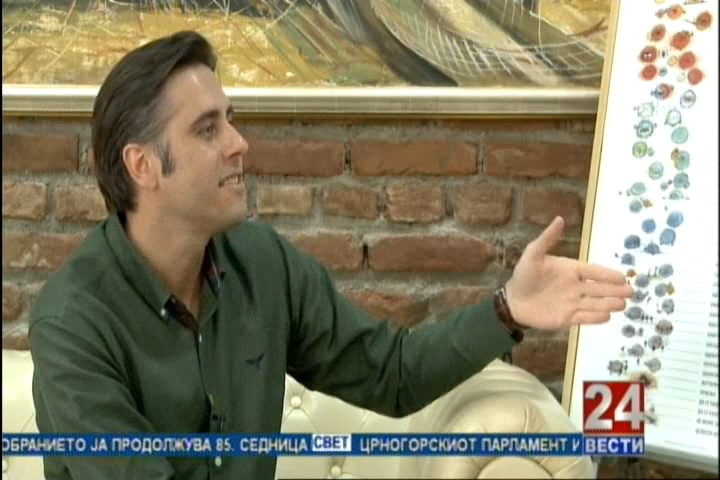 24
ВЕСТИ
ОБРАНИЕТО ЈА ПРОДОЛЖУВА 85. СЕДНИЦА СВЕТ ЦРНОГОРСКИОТ ПАРЛАМЕНТ И